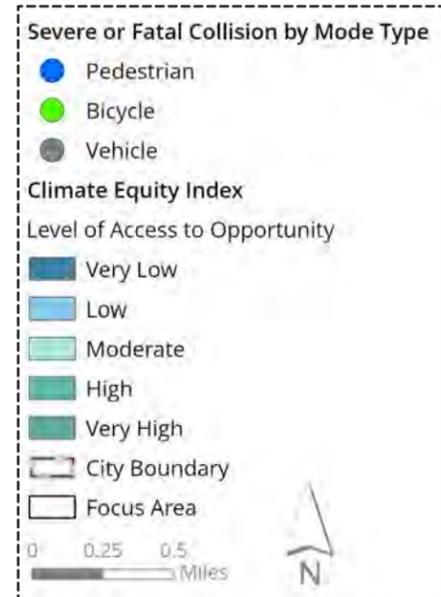 Severe or Fatal Collision by Mode Type
Pedestrian
Bicycle
Vehicle
Climate Equity Index
Level of Access to Opportunity
Very Low
Low
Moderate
High
Very High
City Boundary
Focus Area
0 0.25 0.5
Miles
N